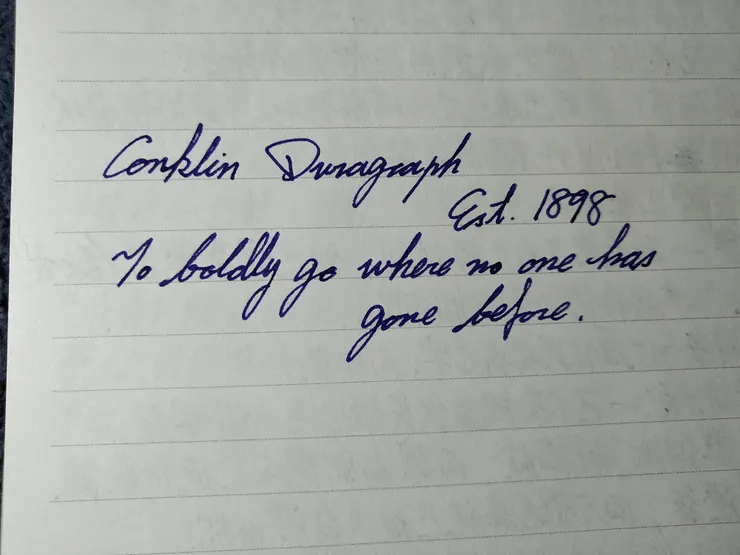 Conklin Duragraph
Est. 1898
To boldly go where no one has
gone before.